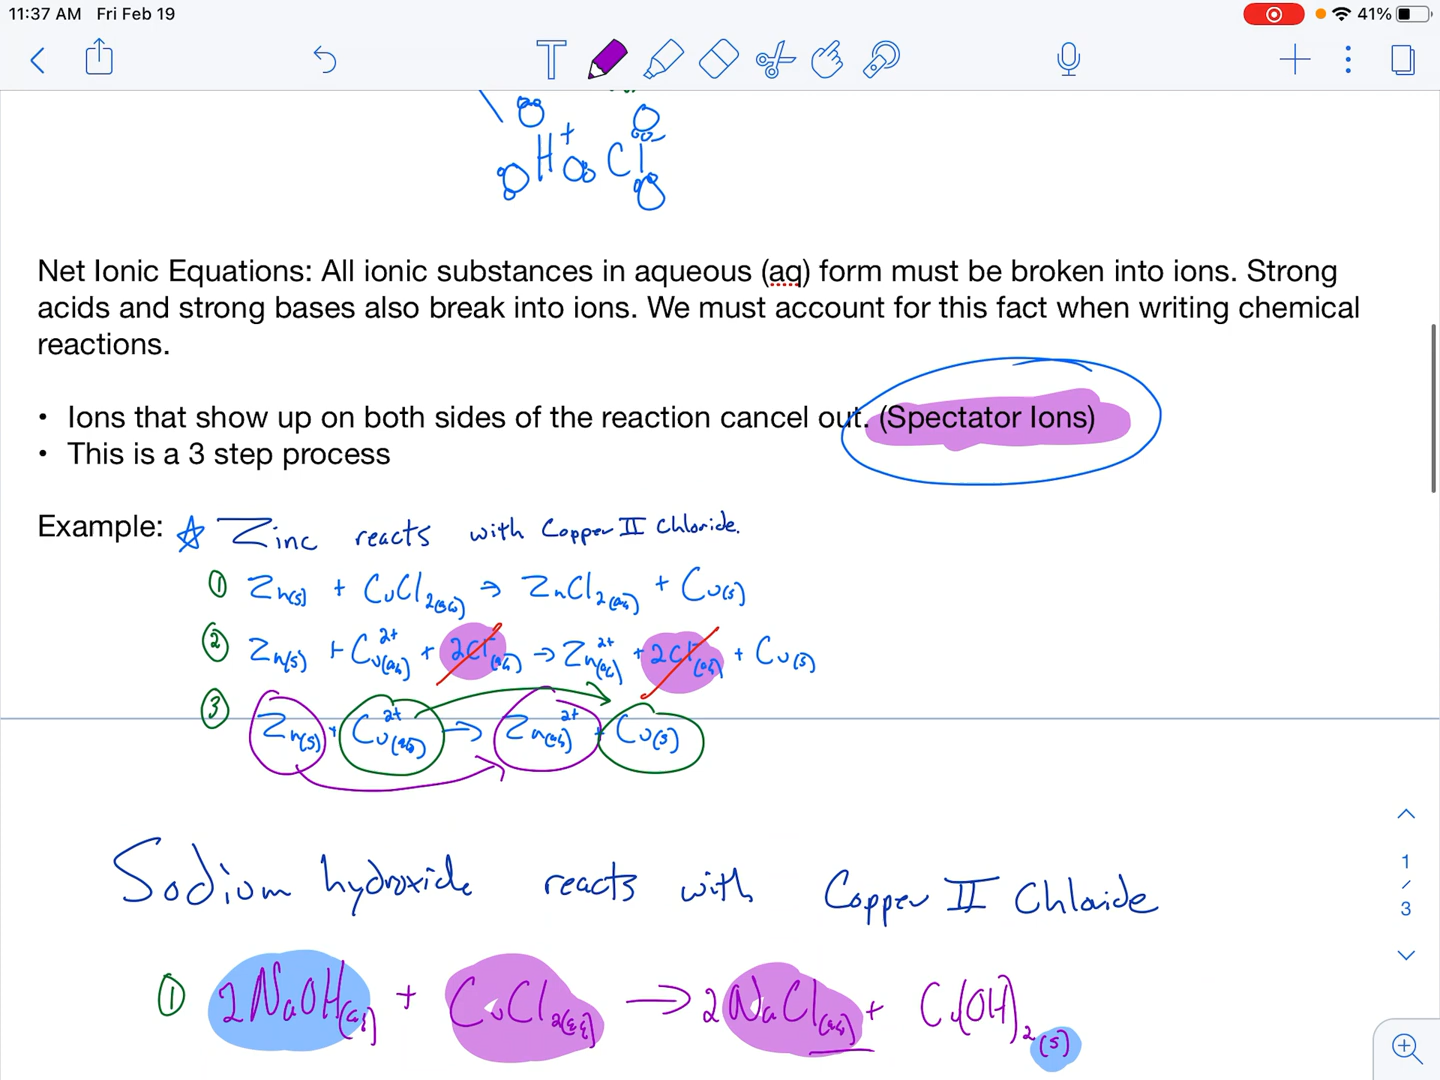 11:37 AM Fri Feb 19
41%
T
H⁺ Cl⁻
Net Ionic Equations: All ionic substances in aqueous (aq) form must be broken into ions. Strong
acids and strong bases also break into ions. We must account for this fact when writing chemical
reactions.
• Ions that show up on both sides of the reaction cancel out. (Spectator Ions)
• This is a 3 step process
Example: ☆ Zinc reacts with Copper II Chloride.
① Zn(s) + CuCl₂(aq) → ZnCl₂(aq) + Cu(s)
② Zn(s) + Cu²⁺(aq) + 2Cl⁻(aq) → Zn²⁺(aq) + 2Cl⁻(aq) + Cu(s)
③ Zn(s) + Cu²⁺(aq) → Zn²⁺(aq) + Cu(s)
Sodium hydroxide reacts with Copper II Chloride
① 2NaOH(aq) + CuCl₂(aq) → 2NaCl(aq) + Cu(OH)₂(s)
1
/
3